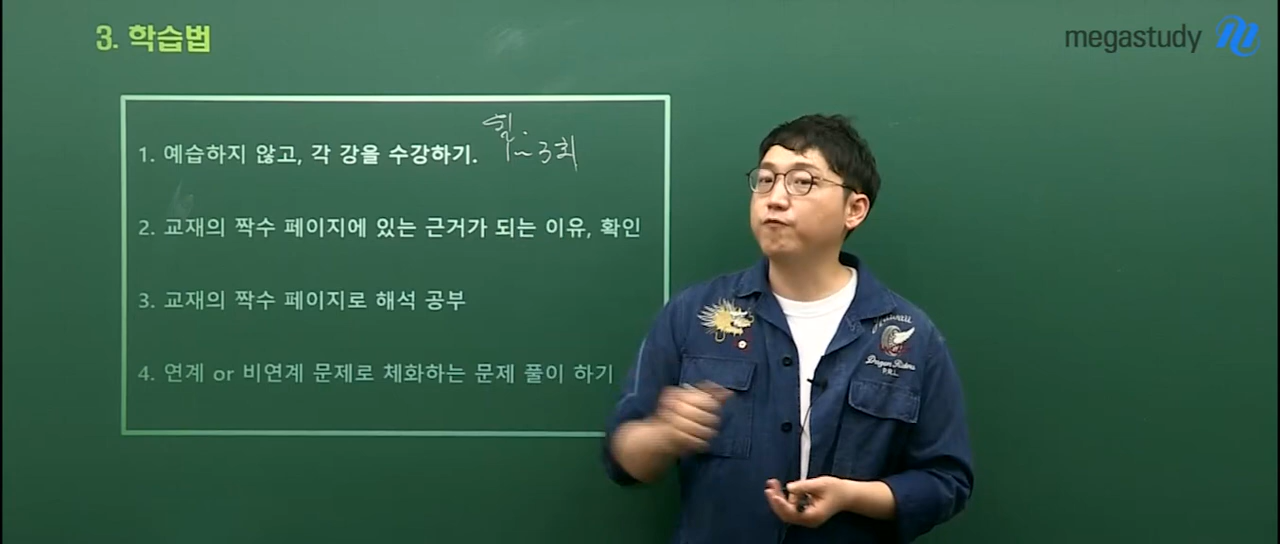 3. 학습법
megastudy
1. 예습하지 않고, 각 강을 수강하기. ~3회
2. 교재의 짝수 페이지에 있는 근거가 되는 이유, 확인
3. 교재의 짝수 페이지로 해석 공부
4. 연계 or 비연계 문제로 체화하는 문제 풀이 하기
Hawaii
Dragon Riders
P.R.L.